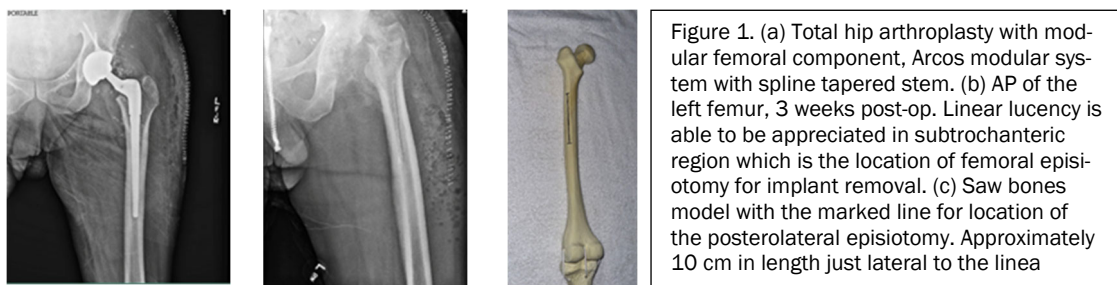 PORTABLE
Figure 1. (a) Total hip arthroplasty with mod-
ular femoral component, Arcos modular sys-
tem with spline tapered stem. (b) AP of the
left femur, 3 weeks post-op. Linear lucency is
able to be appreciated in subtrochanteric
region which is the location of femoral episi-
otomy for implant removal. (c) Saw bones
model with the marked line for location of
the posterolateral episiotomy. Approximately
10 cm in length just lateral to the linea